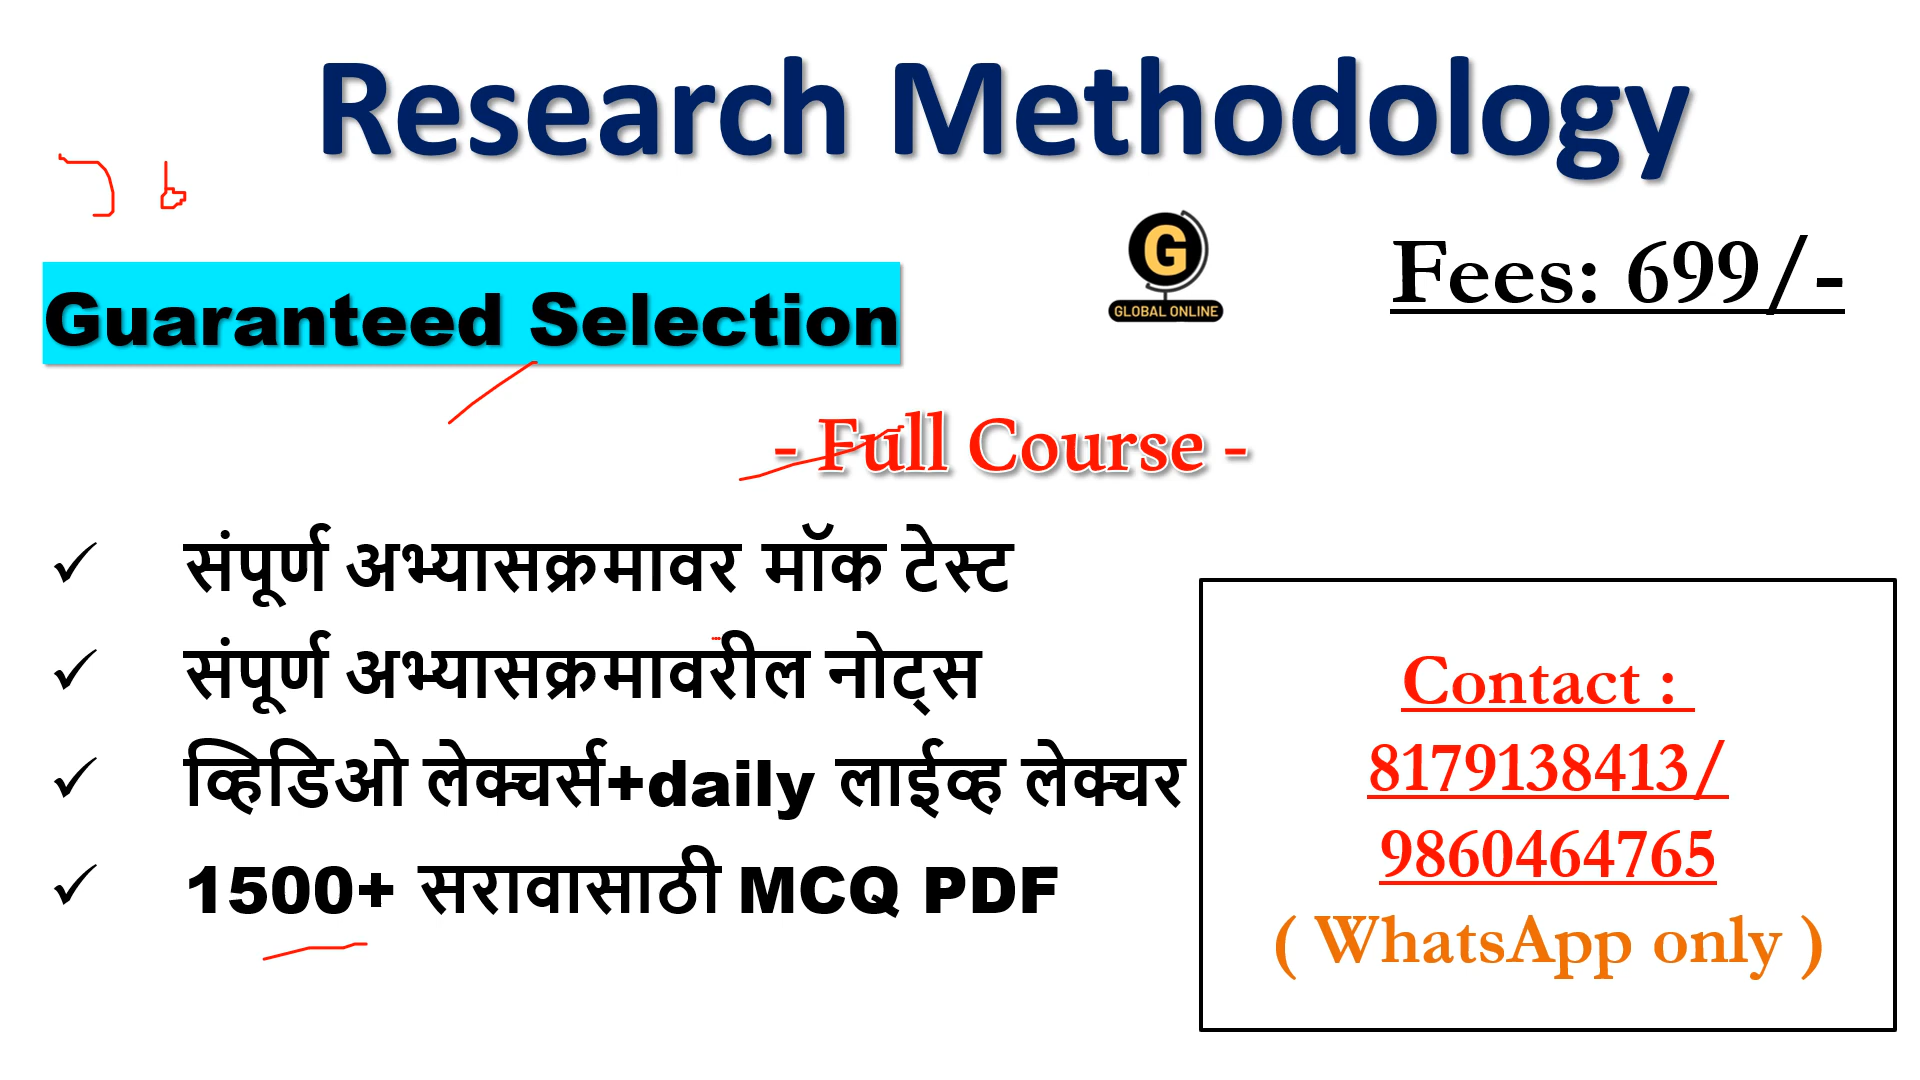 Research Methodology
G
GLOBAL ONLINE
Fees: 699/-
Guaranteed Selection
- Full Course -
संपूर्ण अभ्यासक्रमावर मॉक टेस्ट
संपूर्ण अभ्यासक्रमावरील नोट्स
व्हिडिओ लेक्चर्स+daily लाईव्ह लेक्चर
1500+ सरावासाठी MCQ PDF
Contact :
8179138413/
9860464765
( WhatsApp only )